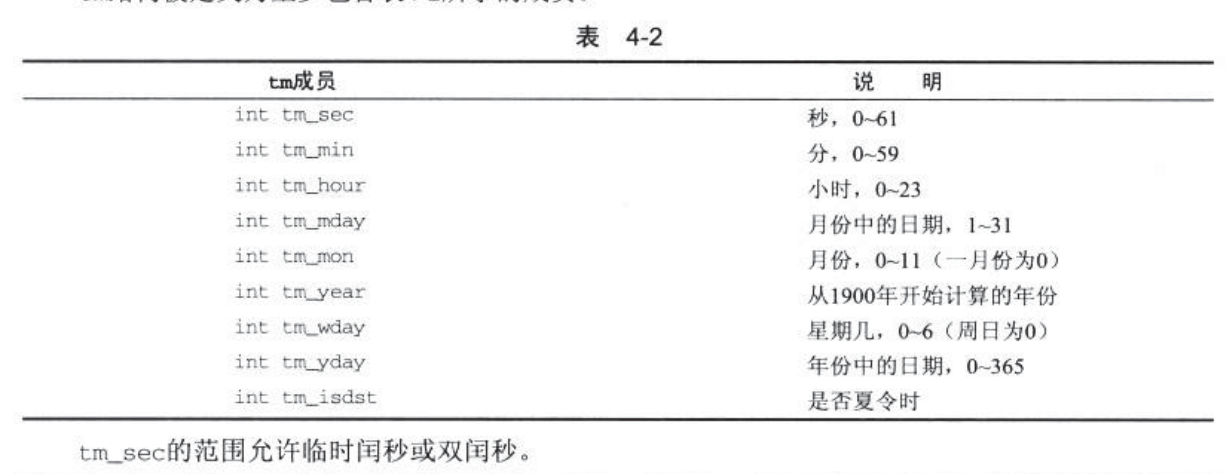 表 4-2
tm成员 说 明
int tm_sec 秒，0~61
int tm_min 分，0~59
int tm_hour 小时，0~23
int tm_mday 月份中的日期，1~31
int tm_mon 月份，0~11（一月份为0）
int tm_year 从1900年开始计算的年份
int tm_wday 星期几，0~6（周日为0）
int tm_yday 年份中的日期，0~365
int tm_isdst 是否夏令时
tm_sec的范围允许临时闰秒或双闰秒。